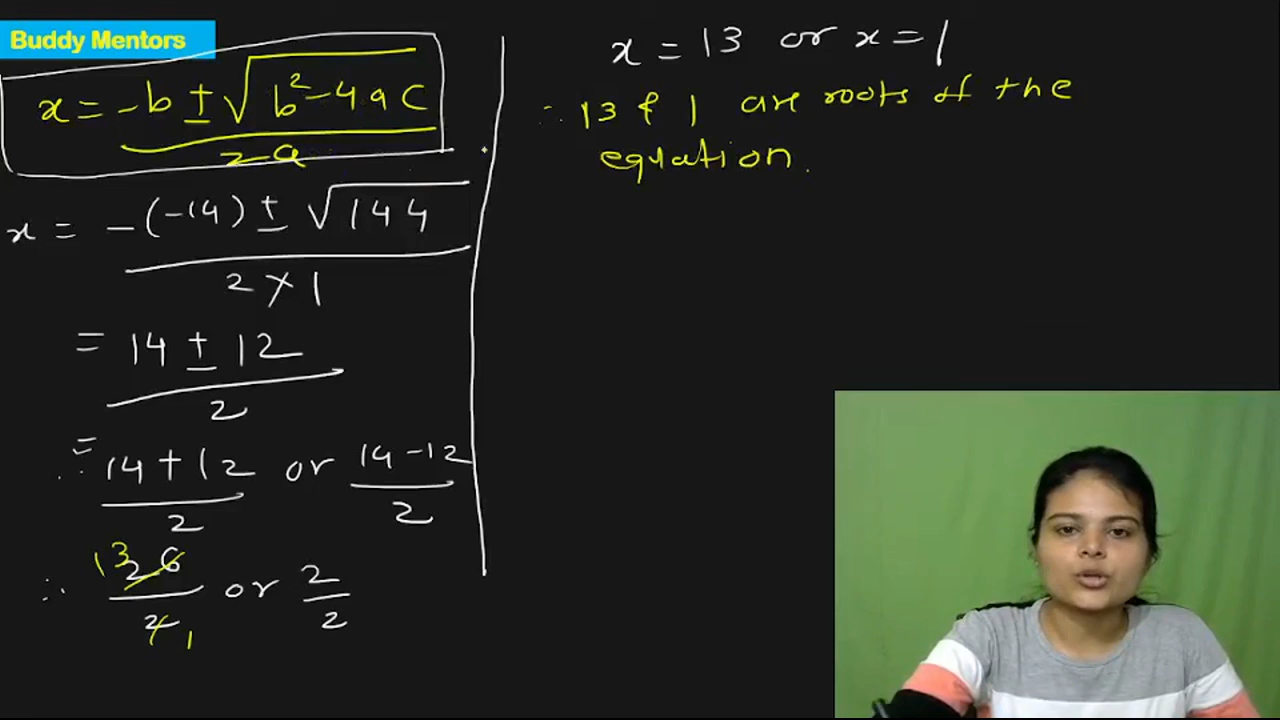 Buddy Mentors
x = -b ± √b²-4ac / 2a
x = -(-14) ± √144 / 2×1
= 14 ± 12 / 2
∴ = 14+12 / 2 or 14-12 / 2
∴ 13 26 / 2 1 or 2 / 2
x = 13 or x = 1
∴ 13 & 1 are roots of the
equation.